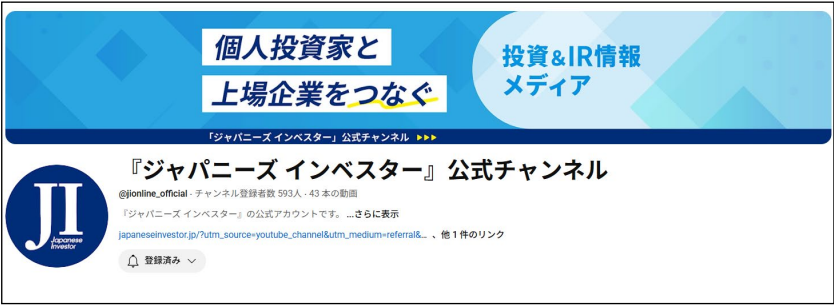 個人投資家と
上場企業をつなぐ
投資&IR情報
メディア
「ジャパニーズ インベスター」公式チャンネル ▶▶▶
JI
Japanese
Investor
『ジャパニーズ インベスター』公式チャンネル
@jionline_official・チャンネル登録者数 593人・43 本の動画
『ジャパニーズ インベスター』の公式アカウントです。 ...さらに表示
japaneseinvestor.jp/?utm_source=youtube_channel&utm_medium=referral&... 、他 1 件のリンク
登録済み